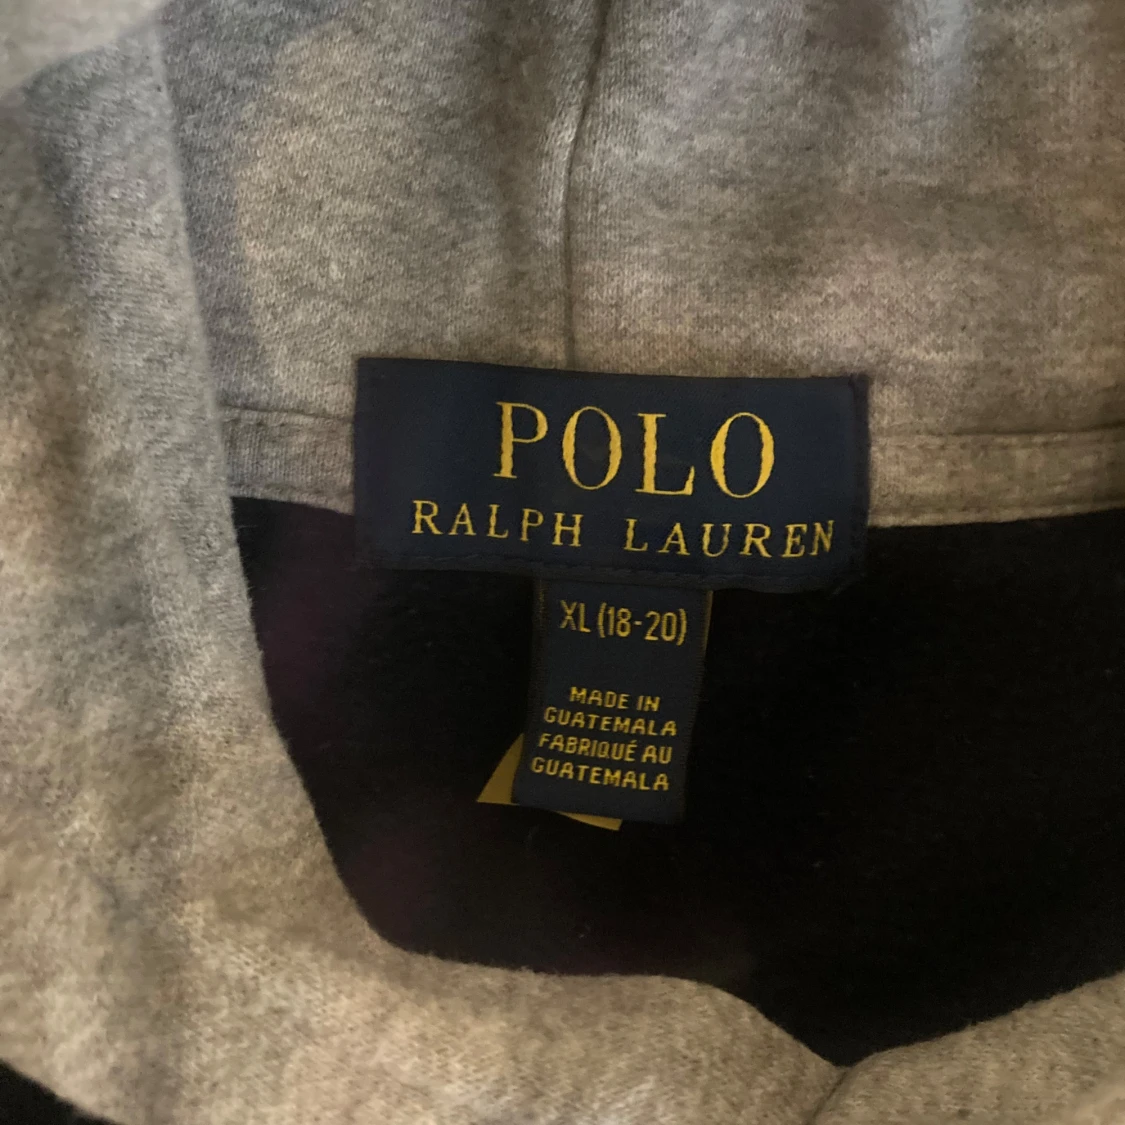 POLO
RALPH LAUREN
XL (18-20)
MADE IN
GUATEMALA
FABRIQUÉ AU
GUATEMALA